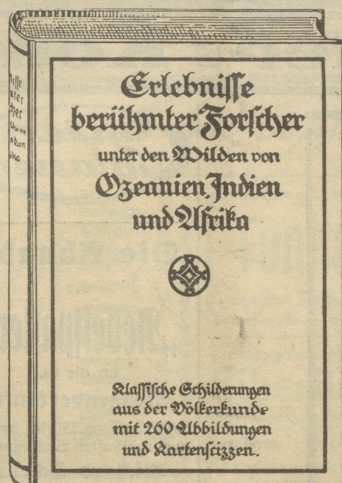 Erlebnisse
berühmter Forscher
unter den Wilden von
Ozeanien, Indien
und Afrika
Klassische Schilderungen
aus der Völkerkunde
mit 260 Abbildungen
und Kartenscizzen.